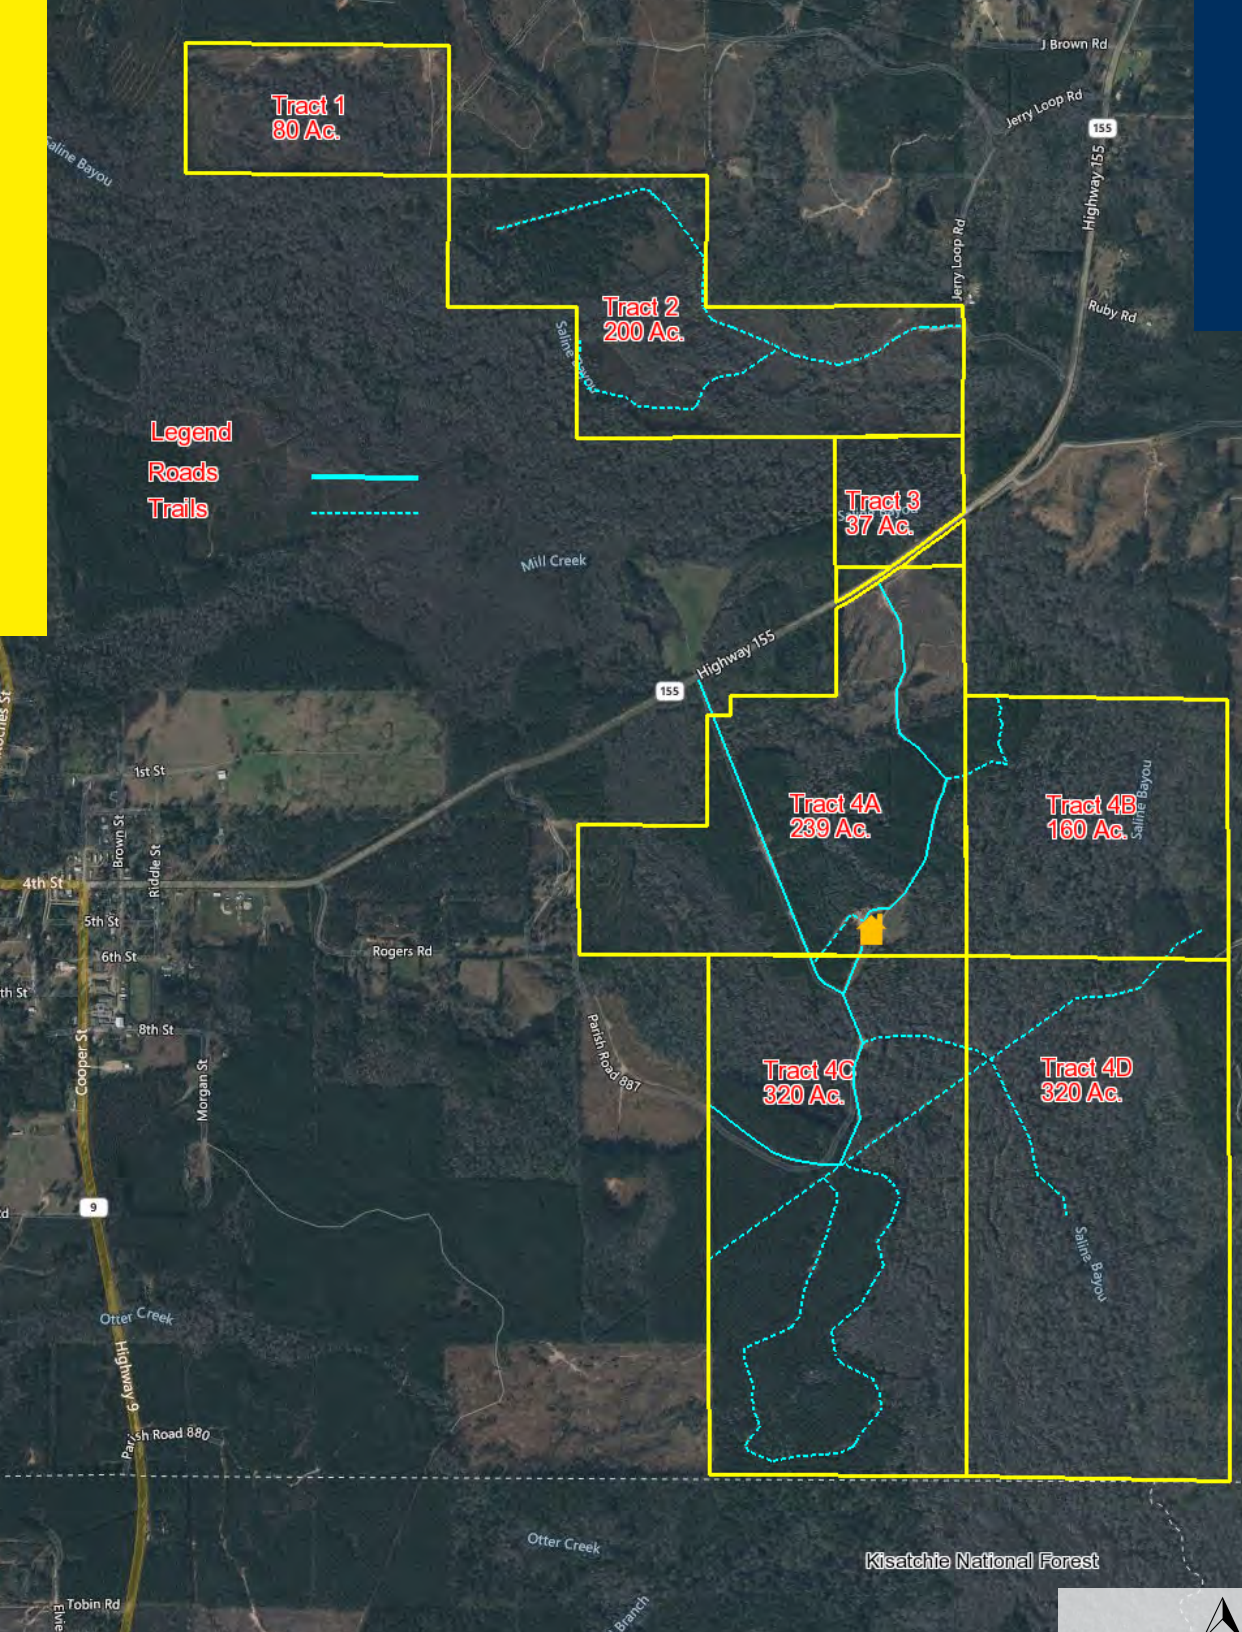 J Brown Rd
Jerry Loop Rd
155
Tract 1
80 Ac.
Saline Bayou
Highway 155
Jerry Loop Rd
Ruby Rd
Tract 2
200 Ac.
Saline Bayou
Legend
Roads
Trails
Tract 3
37 Ac.
Saline Bayou
Mill Creek
Highway 155
155
1st St
Brown St
Riddle St
4th St
5th St
6th St
8th St
th St
Cooper St
Morgan St
Rogers Rd
Parish Road 887
Tract 4A
239 Ac.
Tract 4B
160 Ac.
Saline Bayou
Tract 4C
320 Ac.
Tract 4D
320 Ac.
Saline Bayou
9
Otter Creek
Highway 9
Parish Road 880
Otter Creek
Kisatchie National Forest
Tobin Rd
Branch